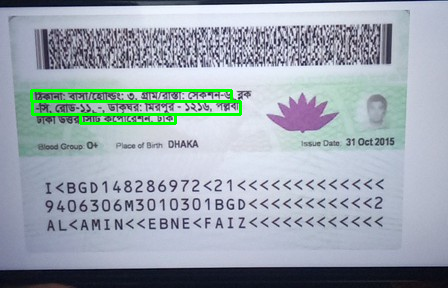 ঠিকানা: বাসা/হোল্ডিং: ৩, গ্রাম/রাস্তা: সেকশন-৬, ব্লক
-সি, রোড-১১, -, ডাকঘর: মিরপুর - ১২১৬, পল্লবী
ঢাকা উত্তর সিটি কর্পোরেশন, ঢাকা
Blood Group: O+ Place of Birth: DHAKA Issue Date: 31 Oct 2015
I<BGD148286972<21<<<<<<<<<<<<<
9406306M3010301BGD<<<<<<<<<<<2
AL<AMIN<<EBNE<FAIZ<<<<<<<<<<<<